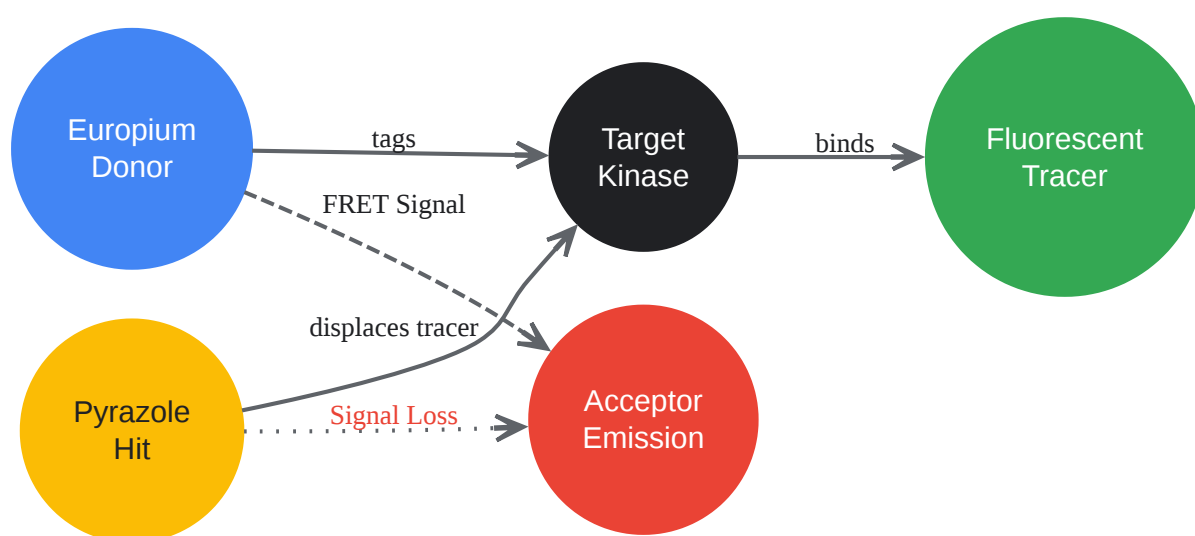 Europium
Donor
tags
Target
Kinase
binds
Fluorescent
Tracer
FRET Signal
displaces tracer
Pyrazole
Hit
Signal Loss
Acceptor
Emission